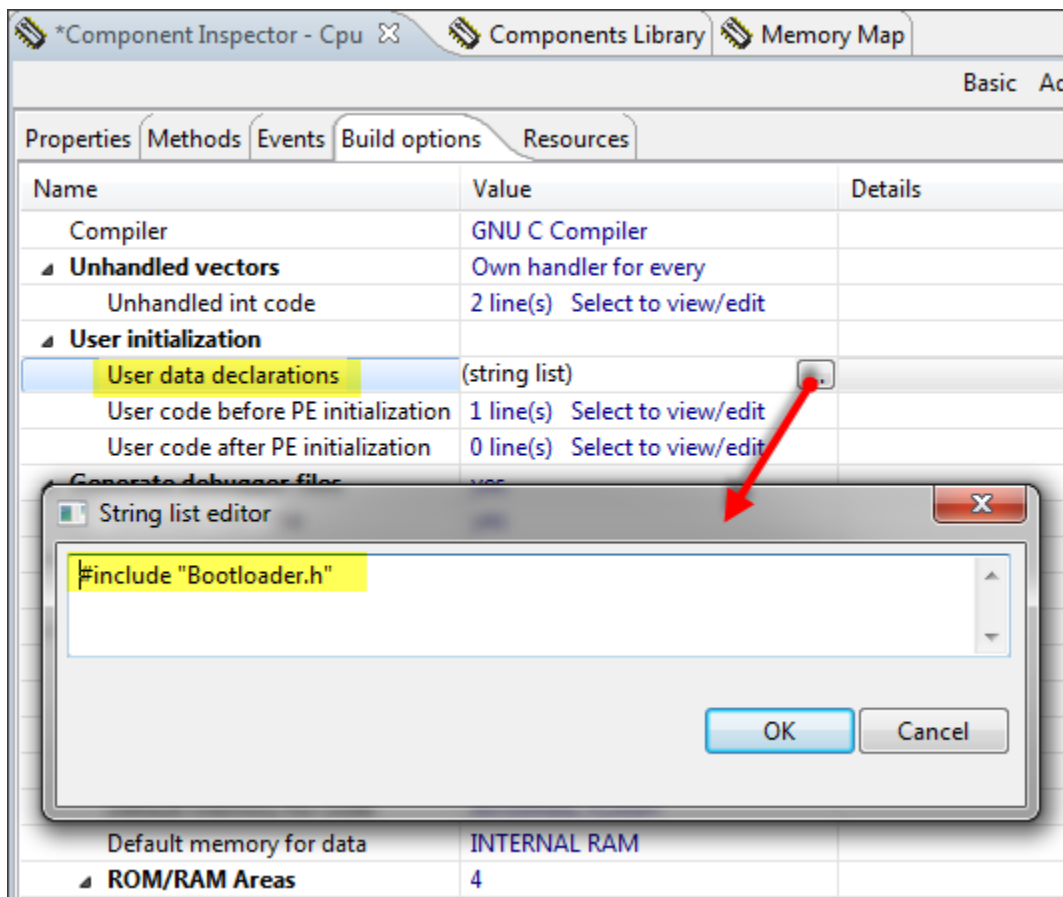 *Component Inspector - Cpu Components Library Memory Map
Basic
Properties Methods Events Build options Resources
Name Value Details
Compiler GNU C Compiler
Unhandled vectors Own handler for every
Unhandled int code 2 line(s) Select to view/edit
User initialization
User data declarations (string list)
User code before PE initialization 1 line(s) Select to view/edit
User code after PE initialization 0 line(s) Select to view/edit
Generate debugger files yes
String list editor
#include "Bootloader.h"
OK Cancel
Default memory for data INTERNAL RAM
ROM/RAM Areas 4